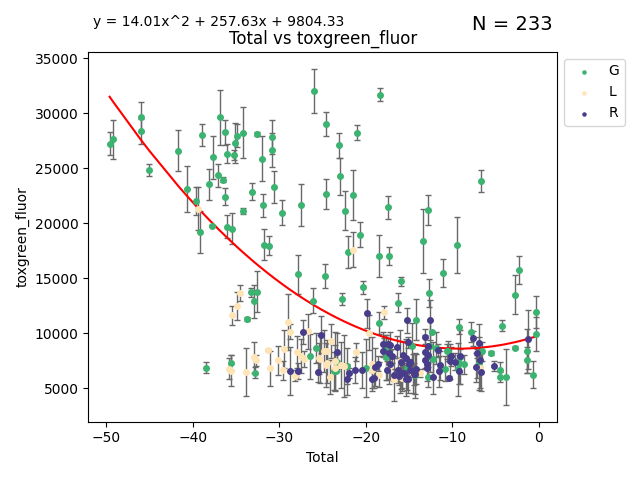 y = 14.01x^2 + 257.63x + 9804.33
N = 233
Total vs toxgreen_fluor
35000
30000
25000
20000
15000
10000
5000
toxgreen_fluor
−50
−40
−30
−20
−10
0
Total
G
L
R